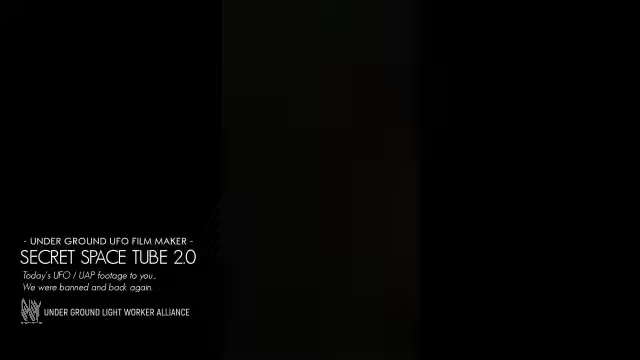 - UNDER GROUND UFO FILM MAKER -
SECRET SPACE TUBE 2.0
Today's UFO / UAP footage to you...
We were banned and back again.
UNDER GROUND LIGHT WORKER ALLIANCE